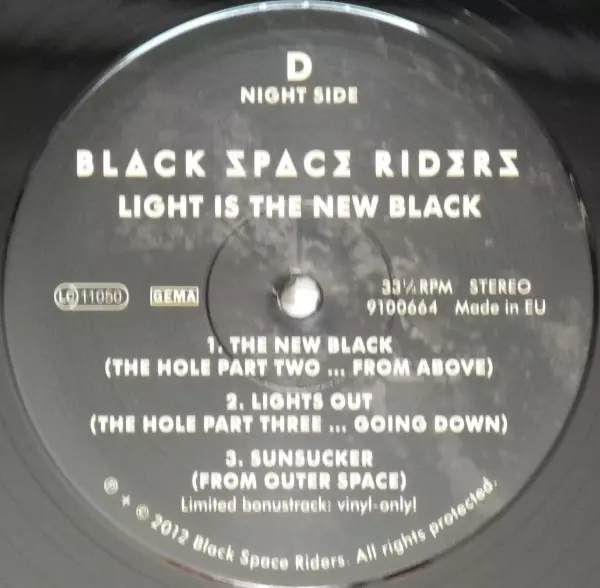 D
NIGHT SIDE
BLACK SPACE RIDERS
LIGHT IS THE NEW BLACK
LC 11050 GEMA
33⅓ RPM STEREO
9100664 Made in EU
1. THE NEW BLACK
(THE HOLE PART TWO ... FROM ABOVE)
2. LIGHTS OUT
(THE HOLE PART THREE ... GOING DOWN)
3. SUNSUCKER
(FROM OUTER SPACE)
Limited bonustrack: vinyl-only!
℗ + © 2012 Black Space Riders. All rights protected.